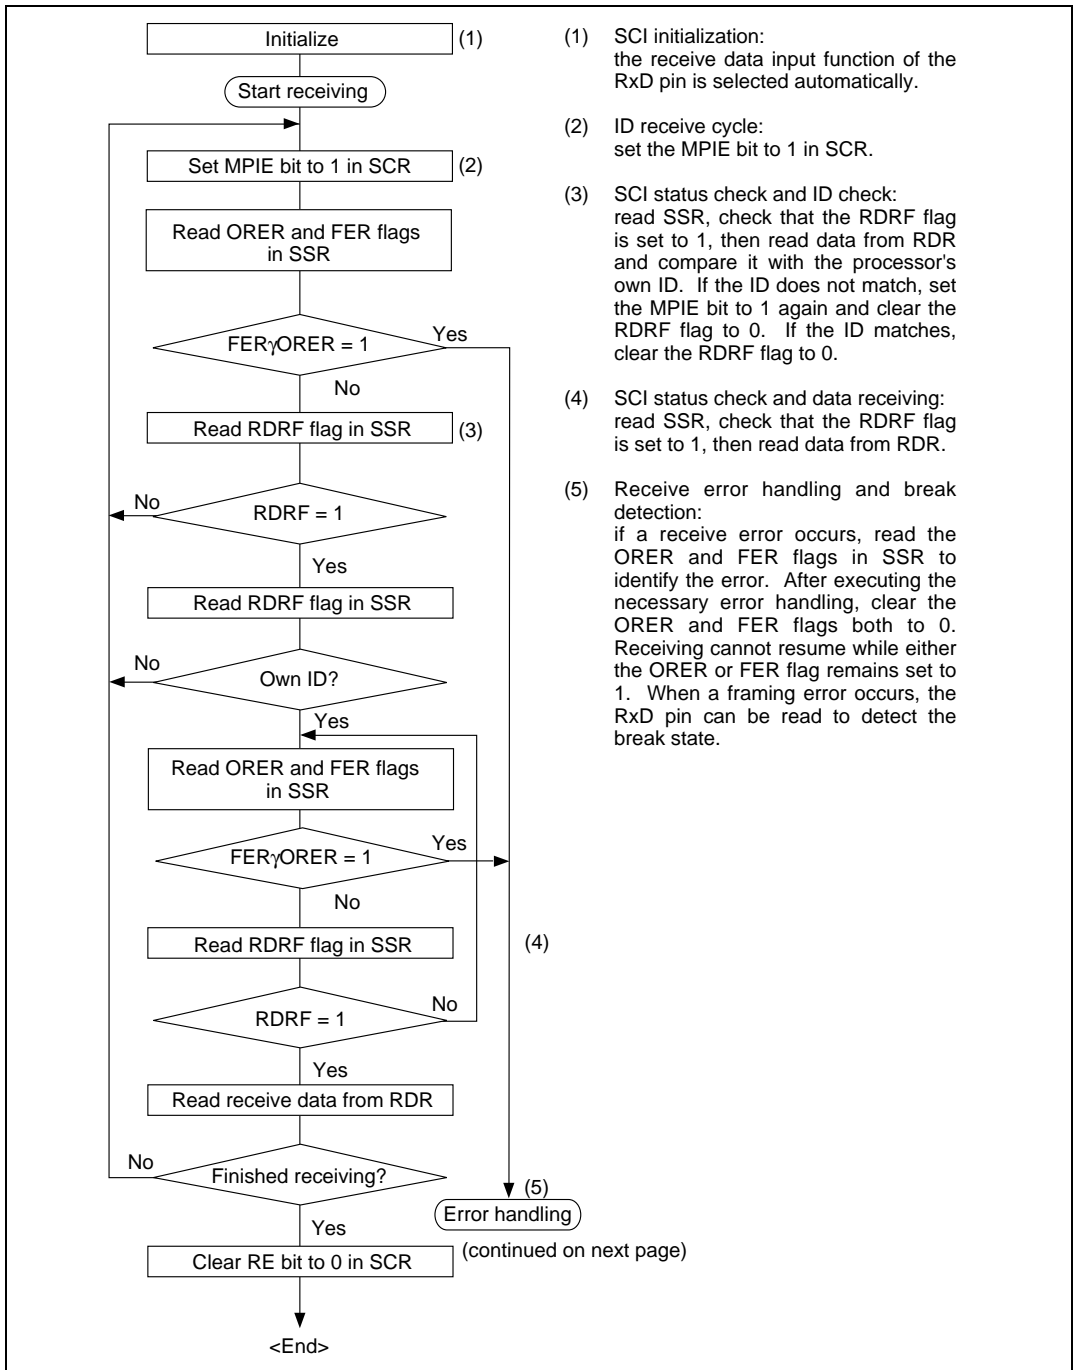 Initialize
(1)
Start receiving
Set MPIE bit to 1 in SCR
(2)
Read ORER and FER flags
in SSR
FERγORER = 1
Yes
No
Read RDRF flag in SSR
(3)
RDRF = 1
No
Yes
Read RDRF flag in SSR
Own ID?
No
Yes
Read ORER and FER flags
in SSR
FERγORER = 1
Yes
No
Read RDRF flag in SSR
(4)
RDRF = 1
No
Yes
Read receive data from RDR
Finished receiving?
No
Yes
(5)
Error handling
(continued on next page)
Clear RE bit to 0 in SCR
<End>
(1) SCI initialization:
the receive data input function of the
RxD pin is selected automatically.
(2) ID receive cycle:
set the MPIE bit to 1 in SCR.
(3) SCI status check and ID check:
read SSR, check that the RDRF flag
is set to 1, then read data from RDR
and compare it with the processor's
own ID. If the ID does not match, set
the MPIE bit to 1 again and clear the
RDRF flag to 0. If the ID matches,
clear the RDRF flag to 0.
(4) SCI status check and data receiving:
read SSR, check that the RDRF flag
is set to 1, then read data from RDR.
(5) Receive error handling and break
detection:
if a receive error occurs, read the
ORER and FER flags in SSR to
identify the error. After executing the
necessary error handling, clear the
ORER and FER flags both to 0.
Receiving cannot resume while either
the ORER or FER flag remains set to
1. When a framing error occurs, the
RxD pin can be read to detect the
break state.